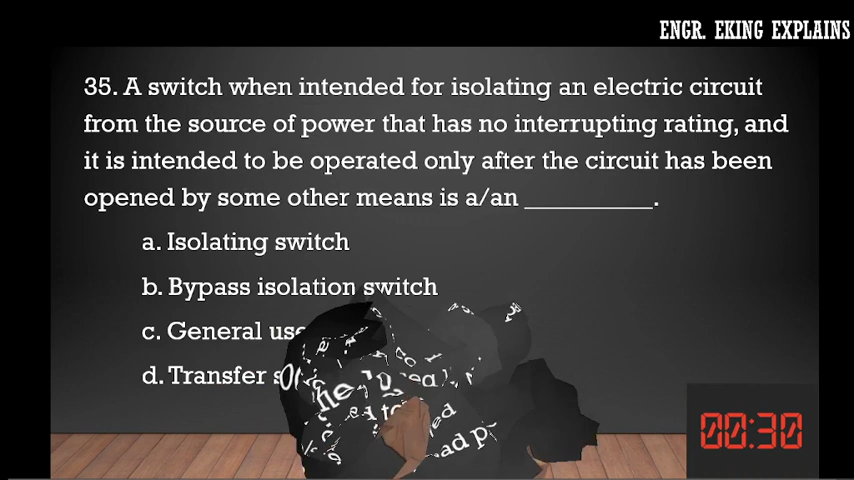 ENGR. EKING EXPLAINS
35. A switch when intended for isolating an electric circuit
from the source of power that has no interrupting rating, and
it is intended to be operated only after the circuit has been
opened by some other means is a/an __________.
a. Isolating switch
b. Bypass isolation switch
c. General use
d. Transfer
00:30